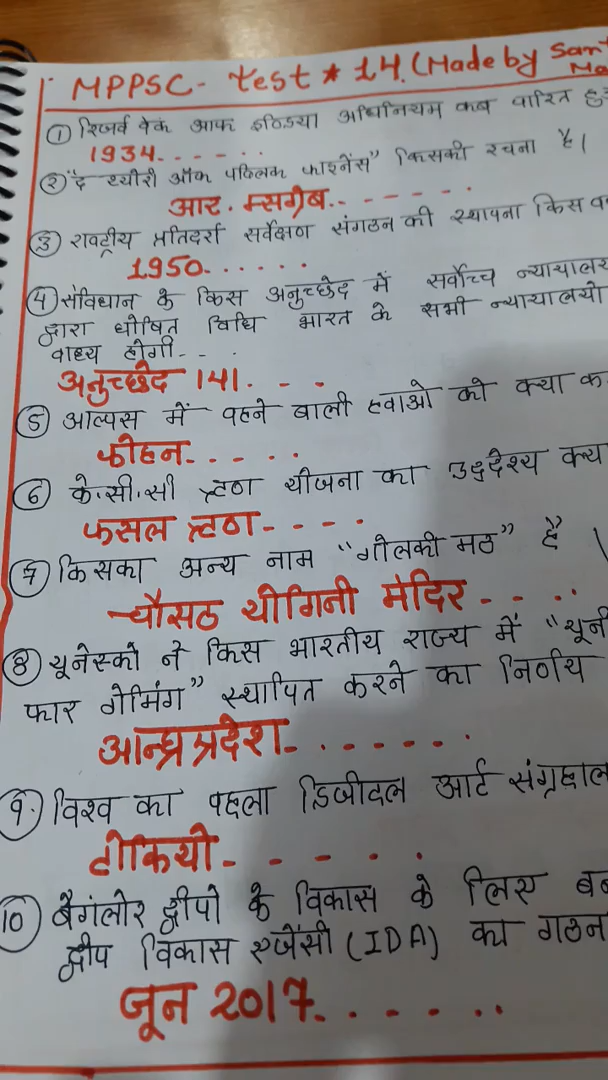 MPPSC- Test * 14. (Made by San
① रिजर्व बैंक आफ इण्डिया अधिनियम कब पारित हु
1934......
② "द थ्योरी ऑफ पब्लिक फाइनेंस" किसकी रचना है।
आर. म्सग्रेब.......
③ राष्ट्रीय प्रतिदर्श सर्वेक्षण संगठन की स्थापना किस व
1950......
④ संविधान के किस अनुच्छेद में सर्वोच्च न्यायालय
द्वारा घोषित विधि भारत के सभी न्यायालयो
वाध्य होगी...
अनुच्छेद 141....
⑤ आल्पस में वहने बाली हवाओ को क्या क
फोहन......
⑥ के.सी.सी ऋण योजना का उद्देश्य क्य
फसल ऋण-----
⑦ किसका अन्य नाम "गोलकी मठ" है
चौसठ योगिनी मंदिर-....
⑧ यूनेस्को ने किस भारतीय राज्य में "यूनी
फार गेमिंग" स्थापित करने का निर्णय
आन्ध्रप्रदेश-.......
⑨ विश्व का पहला डिजीटल आर्ट संग्रहाल
टोकियो-.....
⑩ बैगंलोर द्वीपो के विकास के लिए
द्वीप विकास एजेंसी (IDA) का गठन
जून 2017.......